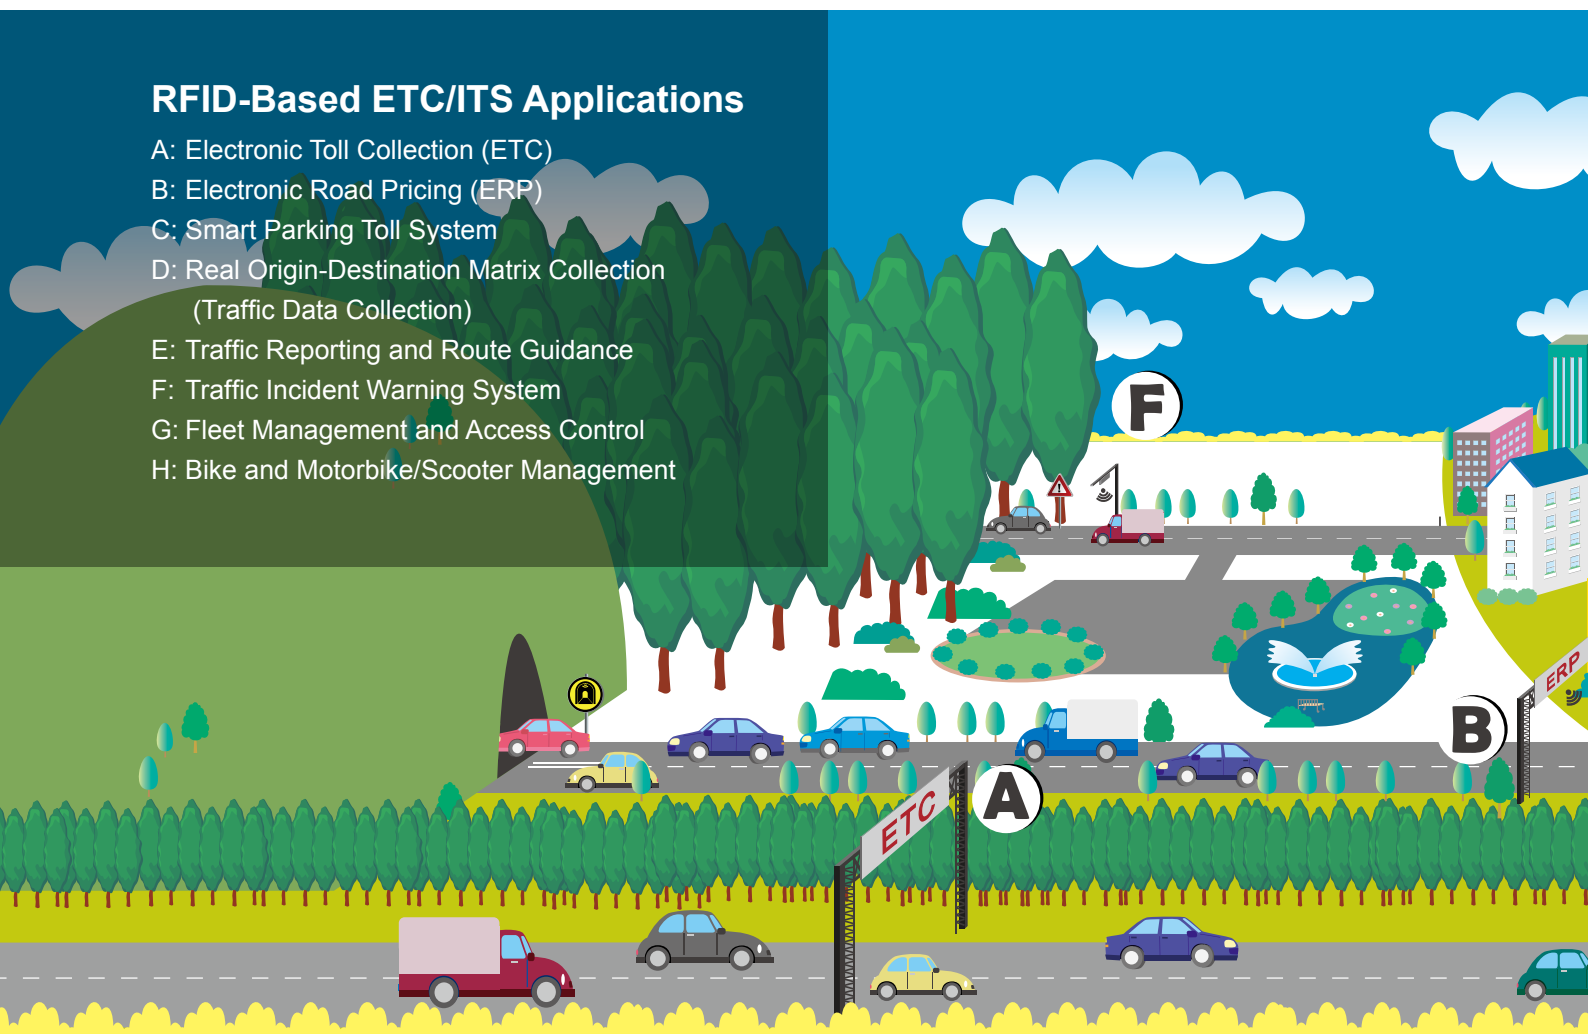 RFID-Based ETC/ITS Applications
A: Electronic Toll Collection (ETC)
B: Electronic Road Pricing (ERP)
C: Smart Parking Toll System
D: Real Origin-Destination Matrix Collection
(Traffic Data Collection)
E: Traffic Reporting and Route Guidance
F: Traffic Incident Warning System
G: Fleet Management and Access Control
H: Bike and Motorbike/Scooter Management
F
ERP
B
A
ETC